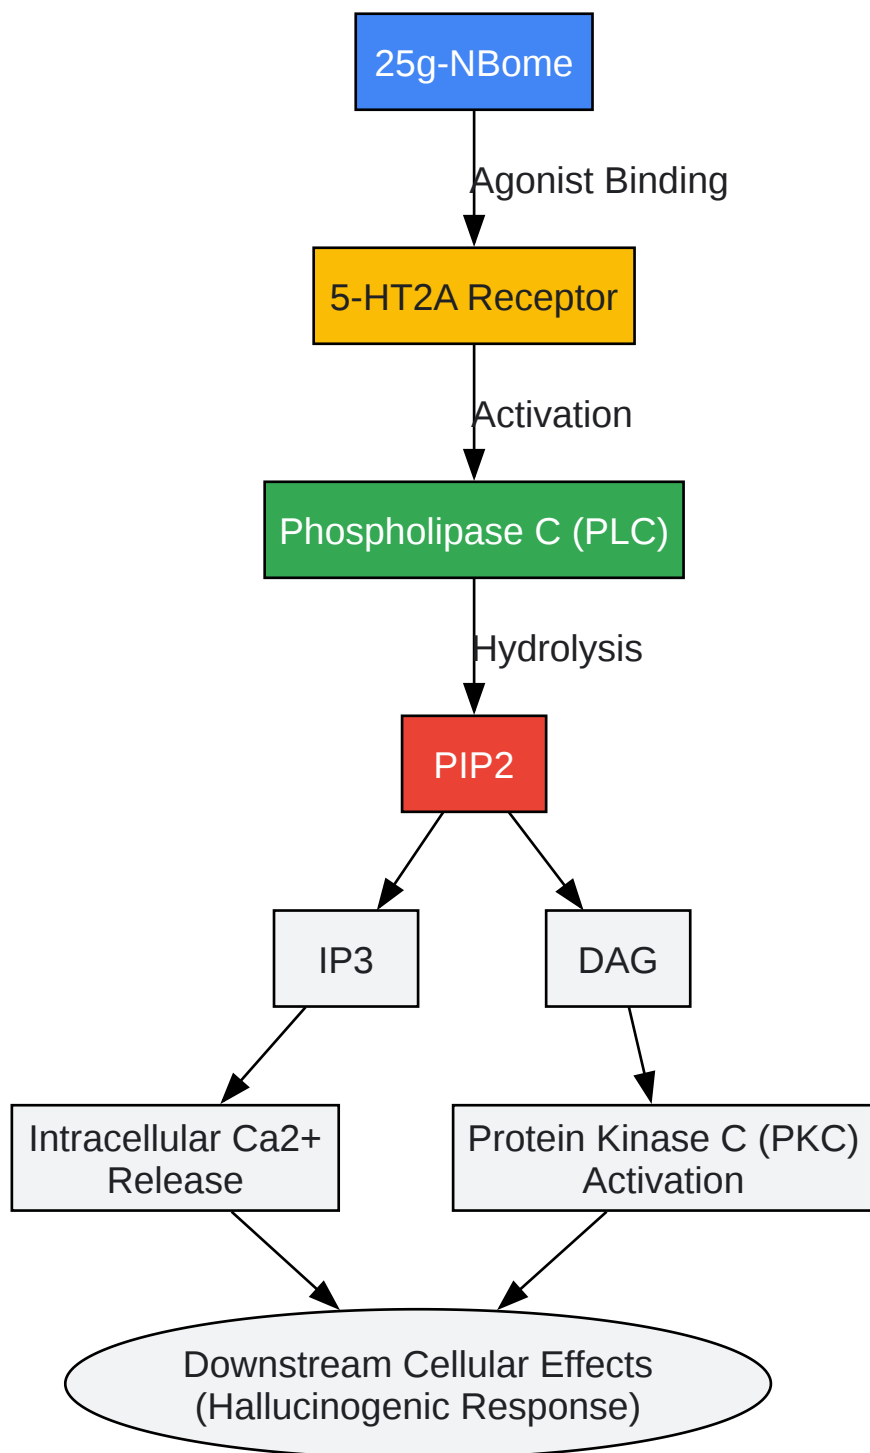 25g-NBome
Agonist Binding
5-HT2A Receptor
Activation
Phospholipase C (PLC)
Hydrolysis
PIP2
IP3
DAG
Intracellular Ca2+
Release
Protein Kinase C (PKC)
Activation
Downstream Cellular Effects
(Hallucinogenic Response)